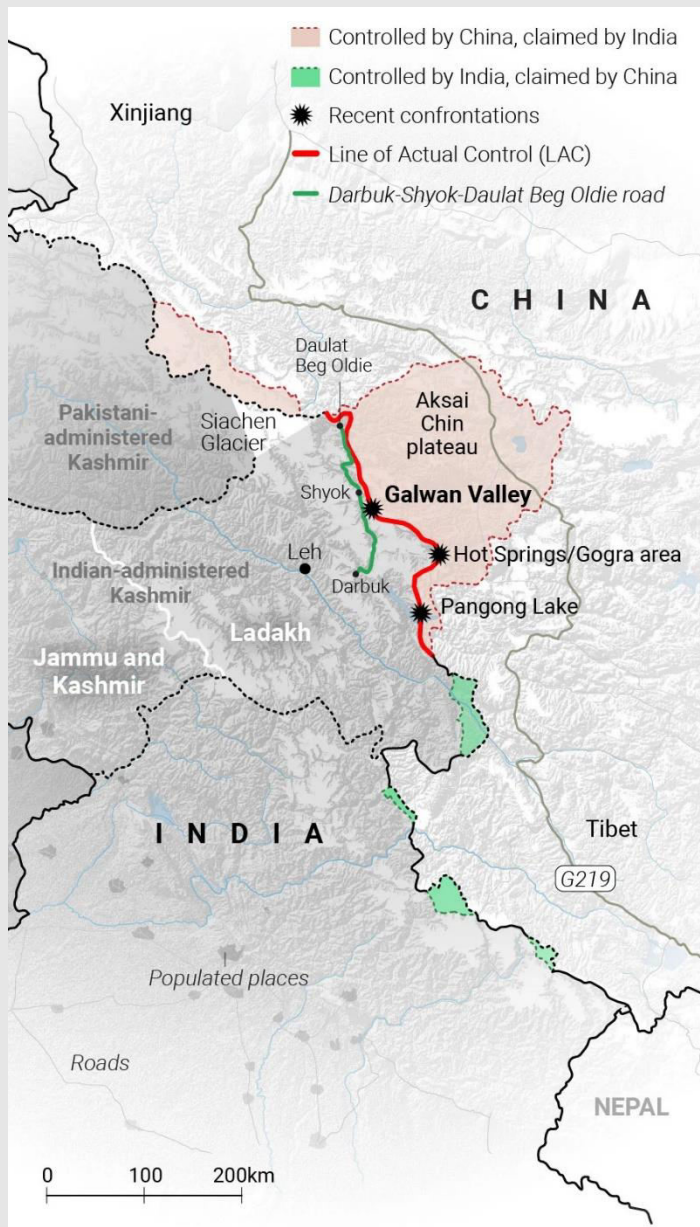 Controlled by China, claimed by India
Controlled by India, claimed by China
Recent confrontations
Line of Actual Control (LAC)
Darbuk-Shyok-Daulat Beg Oldie road
Xinjiang
CHINA
Daulat
Beg Oldie
Aksai
Chin
plateau
Siachen
Glacier
Pakistani-
administered
Kashmir
Shyok
Galwan Valley
Leh
Hot Springs/Gogra area
Indian-administered
Kashmir
Darbuk
Pangong Lake
Ladakh
Jammu and
Kashmir
INDIA
Tibet
G219
Populated places
Roads
NEPAL
0 100 200km